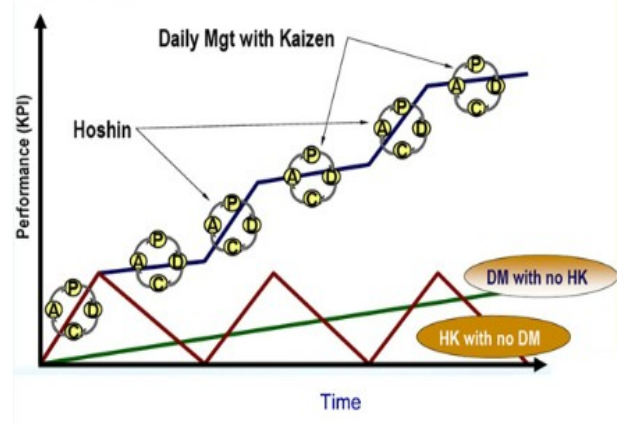 Daily Mgt with Kaizen
Hoshin
Performance (KPI)
P
A D
C
P
A D
C
P
A D
C
P
A D
C
P
A D
C
P
A D
C
DM with no HK
HK with no DM
Time